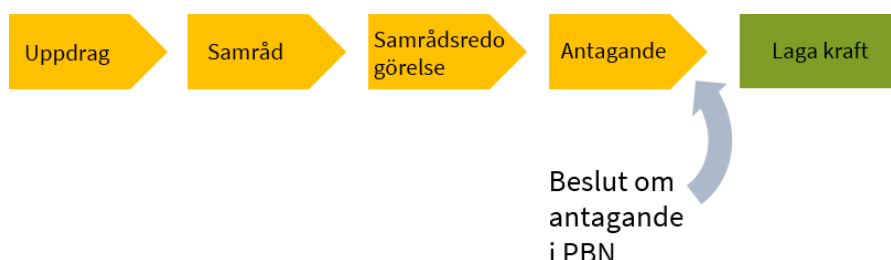 Uppdrag
Samråd
Samrådsredo
görelse
Antagande
Laga kraft
Beslut om
antagande
i PBN